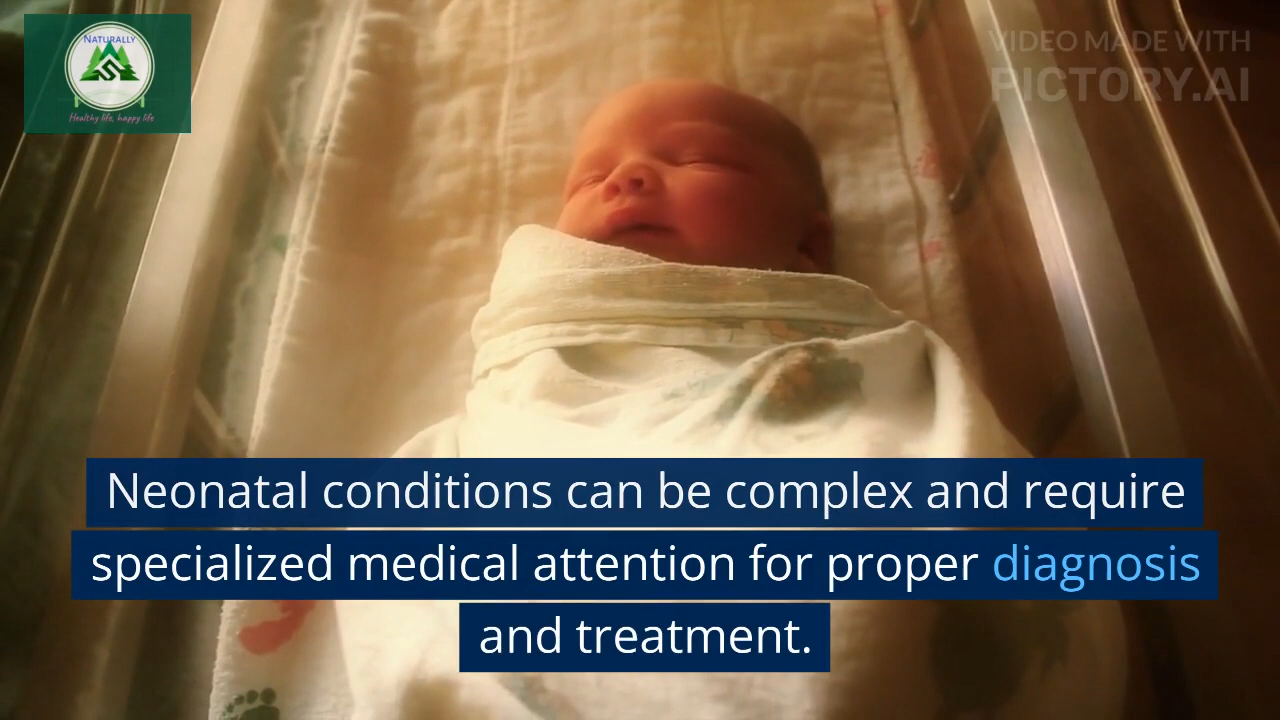 NATURALLY
Healthy life, happy life
VIDEO MADE WITH
PICTORY.AI
Neonatal conditions can be complex and require
specialized medical attention for proper diagnosis
and treatment.